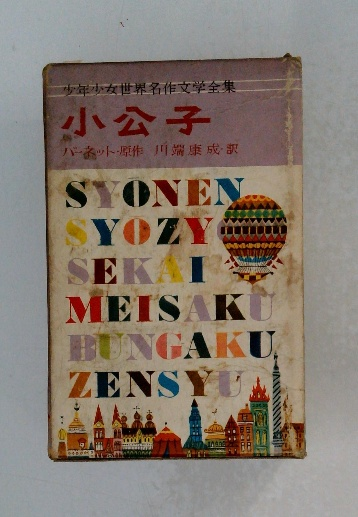 少年少女世界名作文学全集
小公子
バーネット・原作 川端康成・訳
SYONEN
SYOZY
SEKAI
MEISAKU
BUNGAKU
ZENSYU